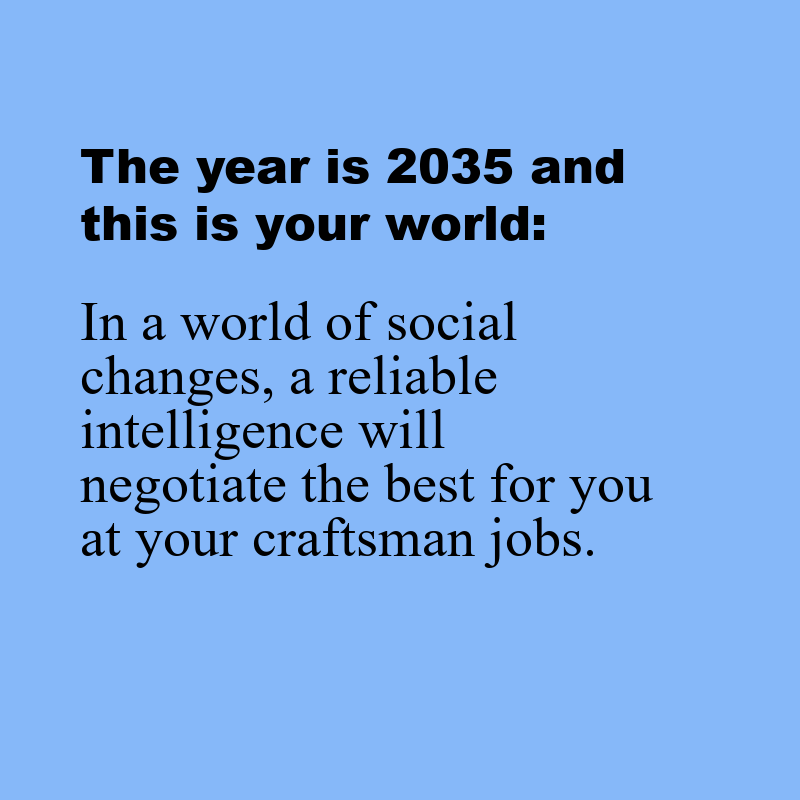 The year is 2035 and
this is your world:
In a world of social
changes, a reliable
intelligence will
negotiate the best for you
at your craftsman jobs.